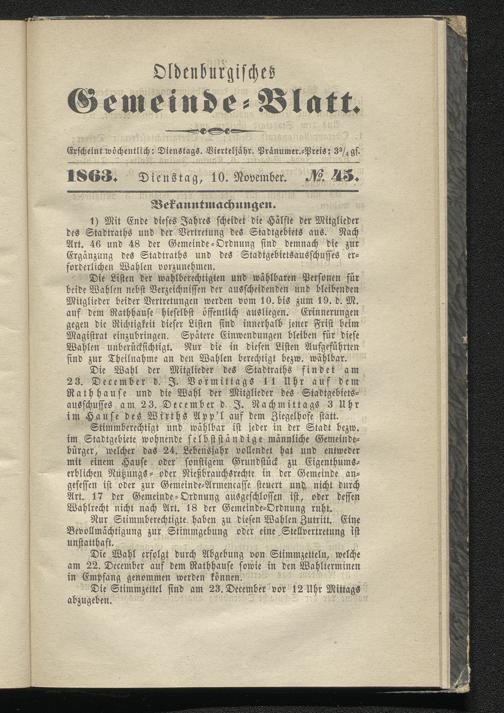 Oldenburgisches
Gemeinde-Blatt.
Erscheint wöchentlich: Dienstags. Vierteljähr. Pränumer.-Preis: 3¾ gs.
1863. Dienstag, 10. November. № 45.
Bekanntmachungen.
1) Mit Ende dieses Jahres scheidet die Hälfte der Mitglieder
des Stadtraths und der Vertretung des Stadtgebiets aus. Nach
Art. 46 und 48 der Gemeinde-Ordnung sind demnach die zur
Ergänzung des Stadtraths und des Stadtgebietsausschusses er-
forderlichen Wahlen vorzunehmen.
Die Listen der wahlberechtigten und wählbaren Personen für
beide Wahlen nebst Verzeichnissen der ausscheidenden und bleibenden
Mitglieder beider Vertretungen werden vom 10. bis zum 19. d. M.
auf dem Rathhause hieselbst öffentlich ausliegen. Erinnerungen
gegen die Richtigkeit dieser Listen sind innerhalb jener Frist beim
Magistrat einzubringen. Spätere Einwendungen bleiben für diese
Wahlen unberücksichtigt. Nur die in diesen Listen Aufgeführten
sind zur Theilnahme an den Wahlen berechtigt bezw. wählbar.
Die Wahl der Mitglieder des Stadtraths findet am
23. December d. J. Vormittags 11 Uhr auf dem
Rathhause und die Wahl der Mitglieder des Stadtgebiets-
ausschusses am 23. December d. J. Nachmittags 3 Uhr
im Hause des Wirths App'l auf dem Ziegelhofe statt.
Stimmberechtigt und wählbar ist jeder in der Stadt bezw.
im Stadtgebiete wohnende selbstständige männliche Gemeinde-
bürger, welcher das 24. Lebensjahr vollendet hat und entweder
mit einem Hause oder sonstigem Grundstück zu Eigenthums-
erblichen Nutzungs- oder Nießbrauchsrechte in der Gemeinde an-
gesessen ist oder zur Gemeinde-Armencasse steuert und nicht durch
Art. 17 der Gemeinde-Ordnung ausgeschlossen ist, oder dessen
Wahlrecht nicht nach Art. 18 der Gemeinde-Ordnung ruht.
Nur Stimmberechtigte haben zu diesen Wahlen Zutritt. Eine
Bevollmächtigung zur Stimmgebung oder eine Stellvertretung ist
unstatthaft.
Die Wahl erfolgt durch Abgebung von Stimmzetteln, welche
am 22. December auf dem Rathhause sowie in den Wahlterminen
in Empfang genommen werden können.
Die Stimmzettel sind am 23. December vor 12 Uhr Mittags
abzugeben.